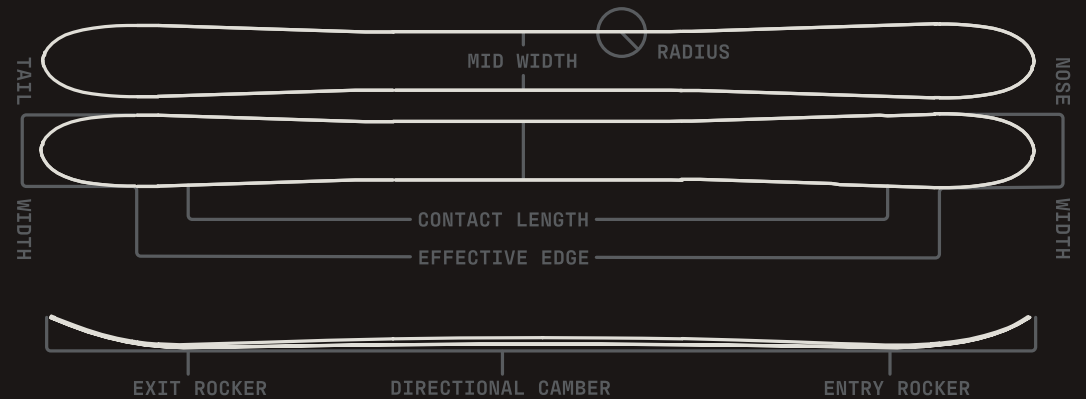 MID WIDTH
RADIUS
TAIL
WIDTH
NOSE
WIDTH
CONTACT LENGTH
EFFECTIVE EDGE
EXIT ROCKER
DIRECTIONAL CAMBER
ENTRY ROCKER